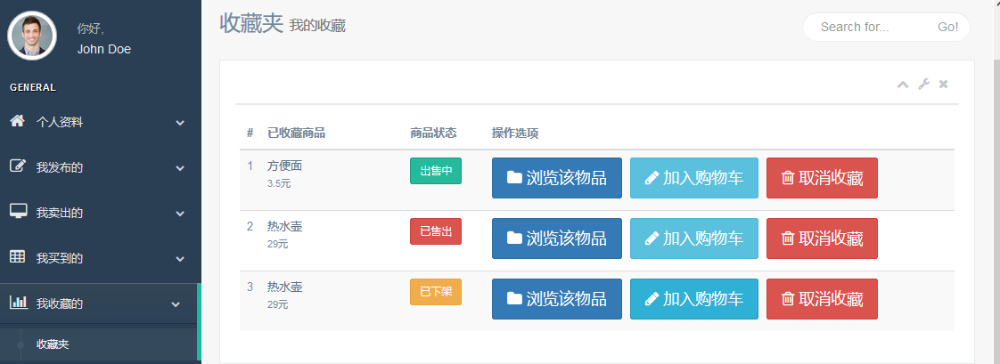 你好,
John Doe
GENERAL
个人资料
我发布的
我卖出的
我买到的
我收藏的
收藏夹
收藏夹 我的收藏
Search for... Go!
# 已收藏商品 商品状态 操作选项
1 方便面 出售中 浏览该物品 加入购物车 取消收藏
3.5元
2 热水壶 已售出 浏览该物品 加入购物车 取消收藏
29元
3 热水壶 已下架 浏览该物品 加入购物车 取消收藏
29元